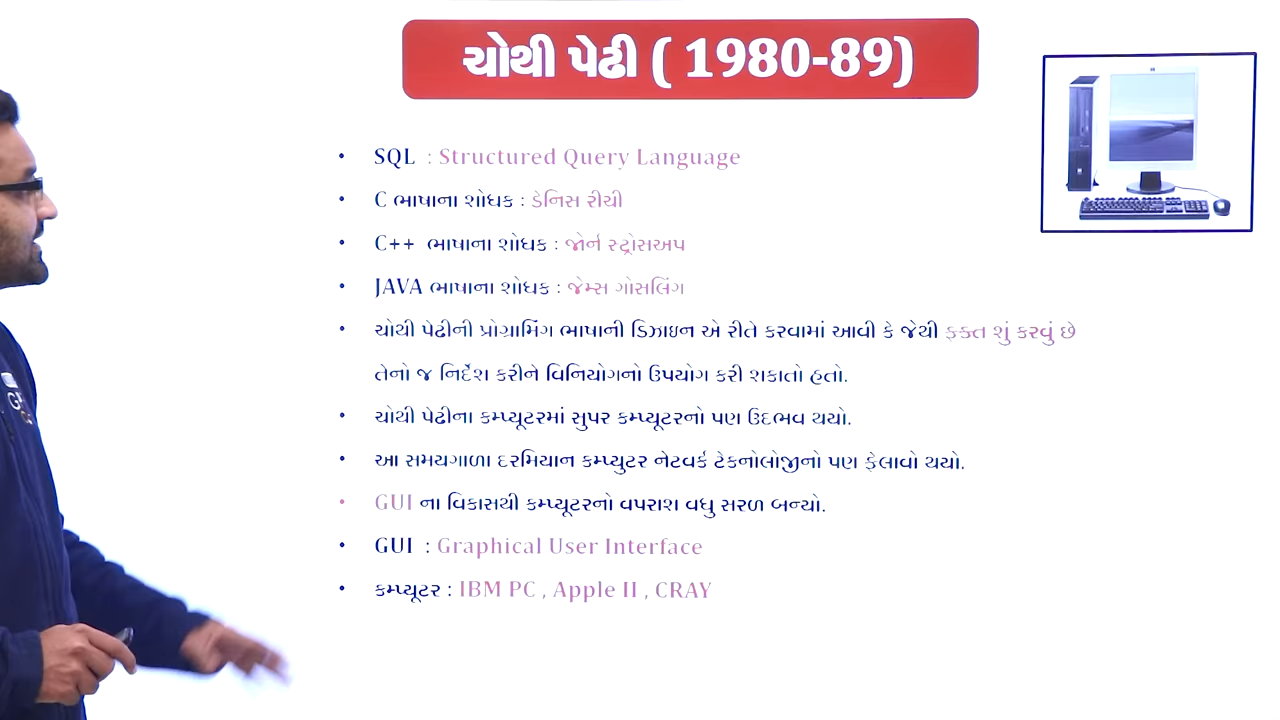 ચોથી પેઢી ( 1980-89)
• SQL : Structured Query Language
• C ભાષાના શોધક : ડેનિસ રીચી
• C++ ભાષાના શોધક : જોર્ન સ્ટ્રોસઅપ
• JAVA ભાષાના શોધક : જેમ્સ ગોસલિંગ
• ચોથી પેઢીની પ્રોગ્રામિંગ ભાષાની ડિઝાઇન એ રીતે કરવામાં આવી કે જેથી ફક્ત શું કરવું છે
તેનો જ નિર્દેશ કરીને વિનિયોગનો ઉપયોગ કરી શકાતો હતો.
• ચોથી પેઢીના કમ્પ્યૂટરમાં સુપર કમ્પ્યૂટરનો પણ ઉદભવ થયો.
• આ સમયગાળા દરમિયાન કમ્પ્યુટર નેટવર્ક ટેકનોલોજીનો પણ ફેલાવો થયો.
• GUI ના વિકાસથી કમ્પ્યૂટરનો વપરાશ વધુ સરળ બન્યો.
• GUI : Graphical User Interface
• કમ્પ્યૂટર : IBM PC , Apple II , CRAY